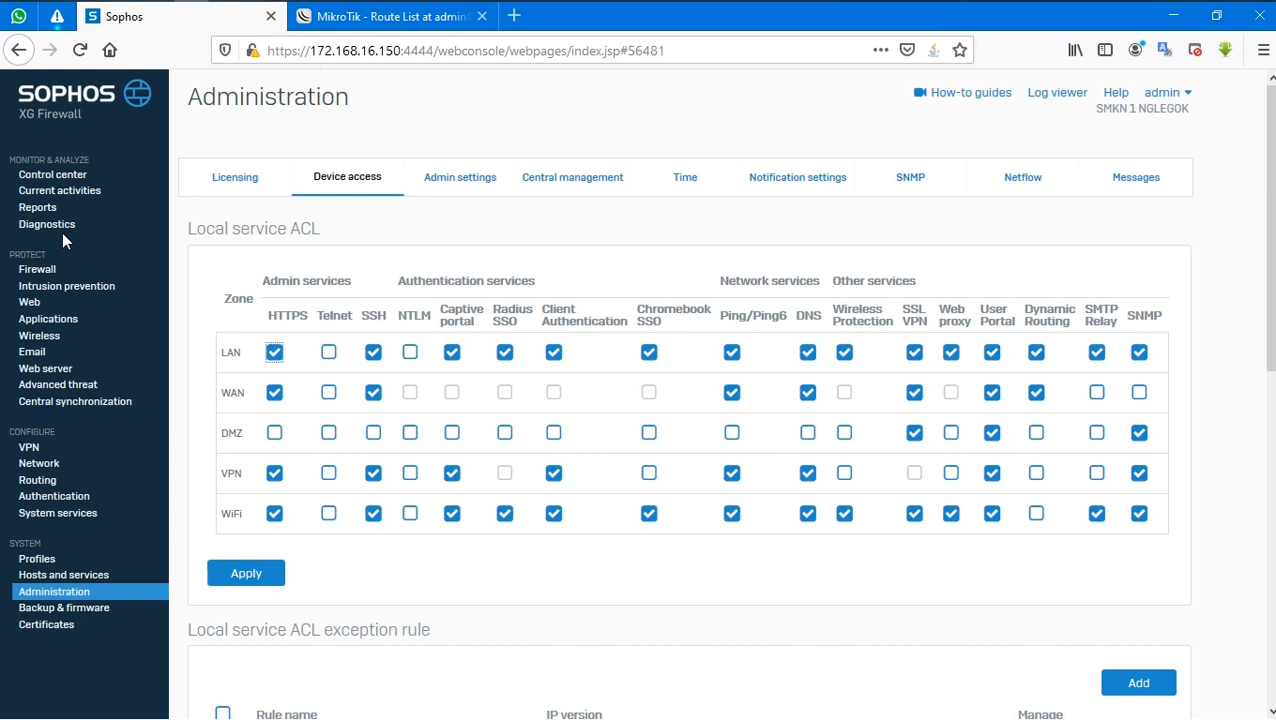 Sophos
MikroTik - Route List at admin
https://172.168.16.150:4444/webconsole/webpages/index.jsp#56481
SOPHOS
XG Firewall
MONITOR & ANALYZE
Control center
Current activities
Reports
Diagnostics
PROTECT
Firewall
Intrusion prevention
Web
Applications
Wireless
Email
Web server
Advanced threat
Central synchronization
CONFIGURE
VPN
Network
Routing
Authentication
System services
SYSTEM
Profiles
Hosts and services
Administration
Backup & firmware
Certificates
Administration
How-to guides Log viewer Help admin
SMKN 1 NGLEGOK
Licensing Device access Admin settings Central management Time Notification settings SNMP Netflow Messages
Local service ACL
Zone
Admin services Authentication services Network services Other services
HTTPS Telnet SSH NTLM Captive portal Radius SSO Client Authentication Chromebook SSO Ping/Ping6 DNS Wireless Protection SSL VPN Web proxy User Portal Dynamic Routing SMTP Relay SNMP
LAN
WAN
DMZ
VPN
WiFi
Apply
Local service ACL exception rule
Add
Rule name IP version Manage